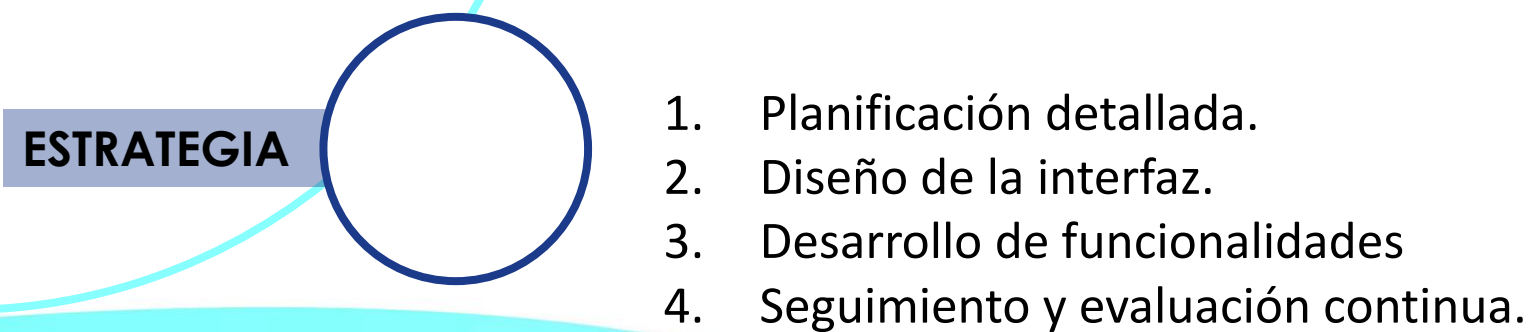 ESTRATEGIA
1. Planificación detallada.
2. Diseño de la interfaz.
3. Desarrollo de funcionalidades
4. Seguimiento y evaluación continua.